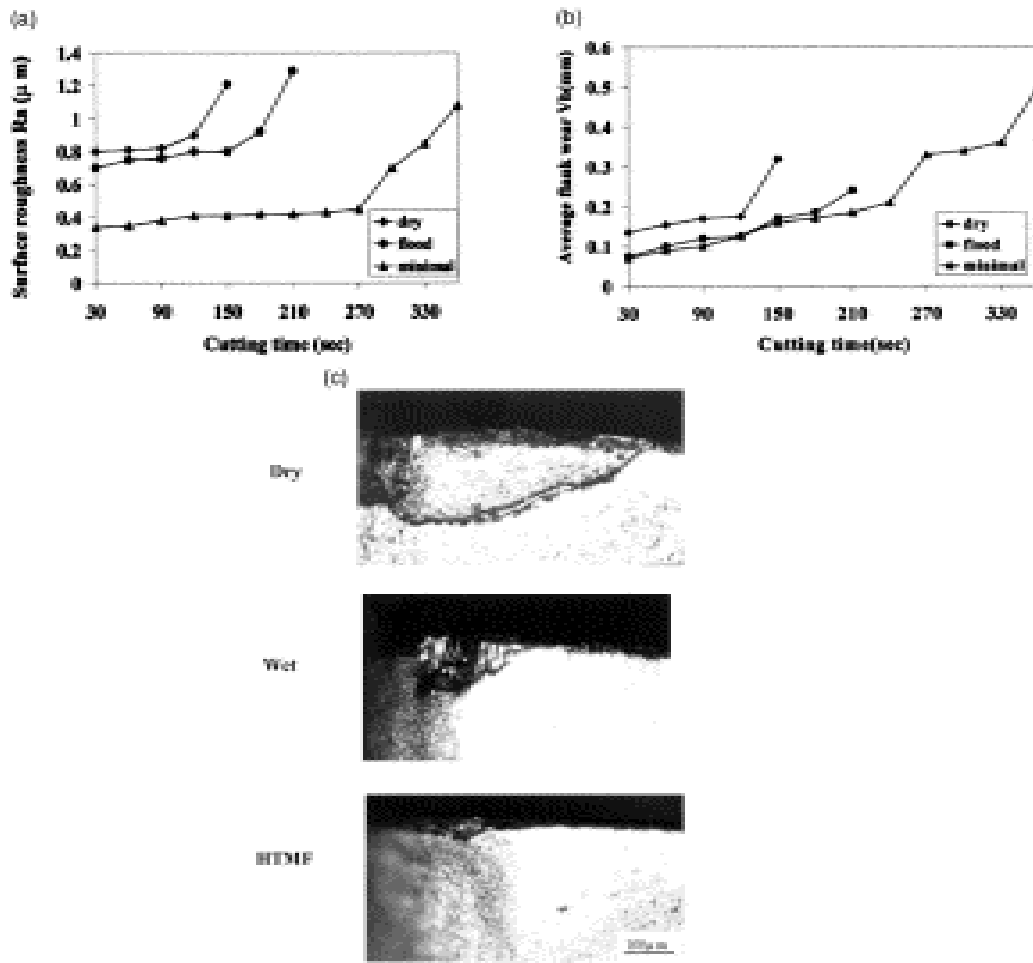 (a)
Surface roughness Ra (μ m)
1.4
1.2
1.0
0.8
0.6
0.4
0.2
0
30 90 150 210 270 330
Cutting time (sec)
dry
flood
minimal
(b)
Average flank wear Vb(mm)
0.6
0.5
0.4
0.3
0.2
0.1
0
30 90 150 210 270 330
Cutting time(sec)
dry
flood
minimal
(c)
Dry
Wet
HTMF